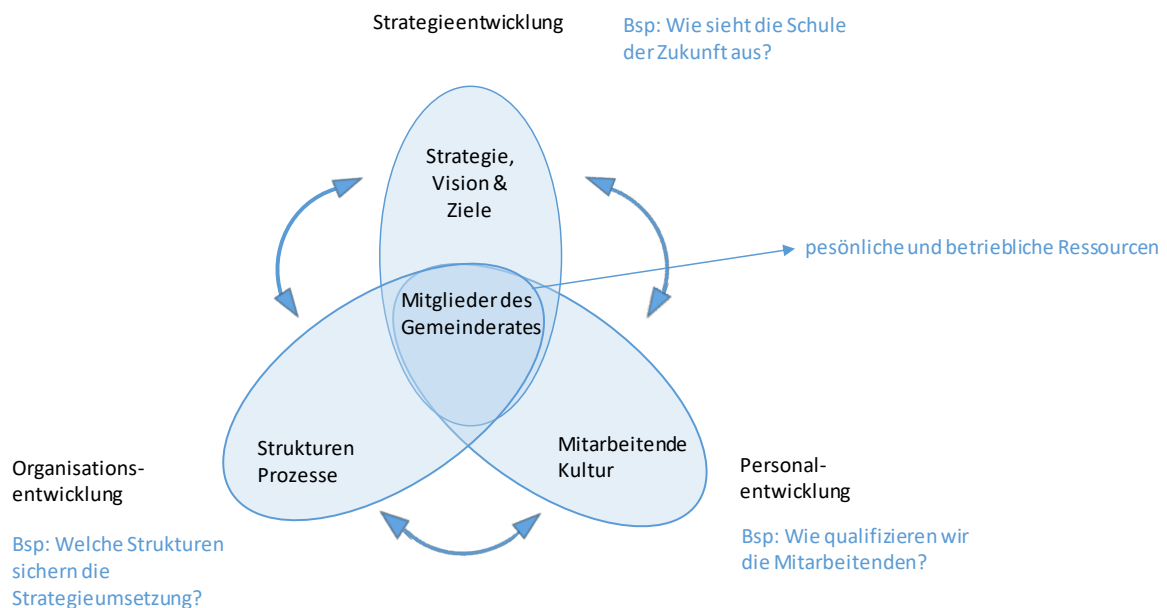 Strategieentwicklung
Bsp: Wie sieht die Schule
der Zukunft aus?
Strategie,
Vision &
Ziele
pesönliche und betriebliche Ressourcen
Mitglieder des
Gemeinderates
Strukturen
Prozesse
Mitarbeitende
Kultur
Organisations-
entwicklung
Bsp: Welche Strukturen
sichern die
Strategieumsetzung?
Personal-
entwicklung
Bsp: Wie qualifizieren wir
die Mitarbeitenden?